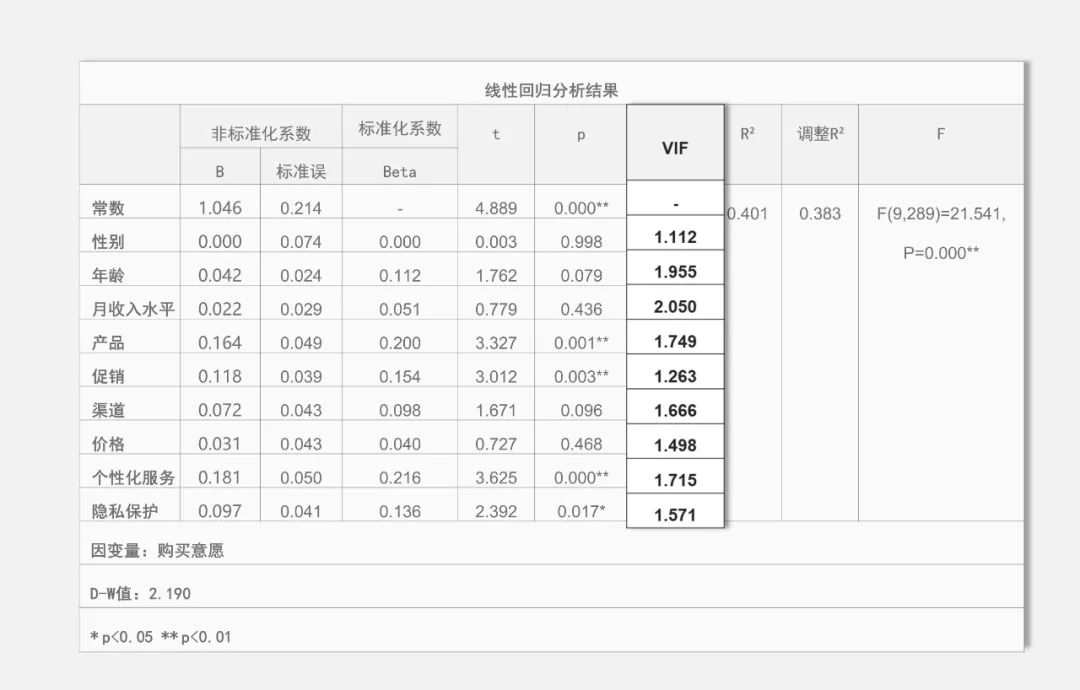 线性回归分析结果
非标准化系数 标准化系数 t p VIF R² 调整R² F
B 标准误 Beta
常数 1.046 0.214 - 4.889 0.000** - 0.401 0.383 F(9,289)=21.541,
性别 0.000 0.074 0.000 0.003 0.998 1.112 P=0.000**
年龄 0.042 0.024 0.112 1.762 0.079 1.955
月收入水平 0.022 0.029 0.051 0.779 0.436 2.050
产品 0.164 0.049 0.200 3.327 0.001** 1.749
促销 0.118 0.039 0.154 3.012 0.003** 1.263
渠道 0.072 0.043 0.098 1.671 0.096 1.666
价格 0.031 0.043 0.040 0.727 0.468 1.498
个性化服务 0.181 0.050 0.216 3.625 0.000** 1.715
隐私保护 0.097 0.041 0.136 2.392 0.017* 1.571
因变量：购买意愿
D-W值：2.190
* p<0.05 ** p<0.01